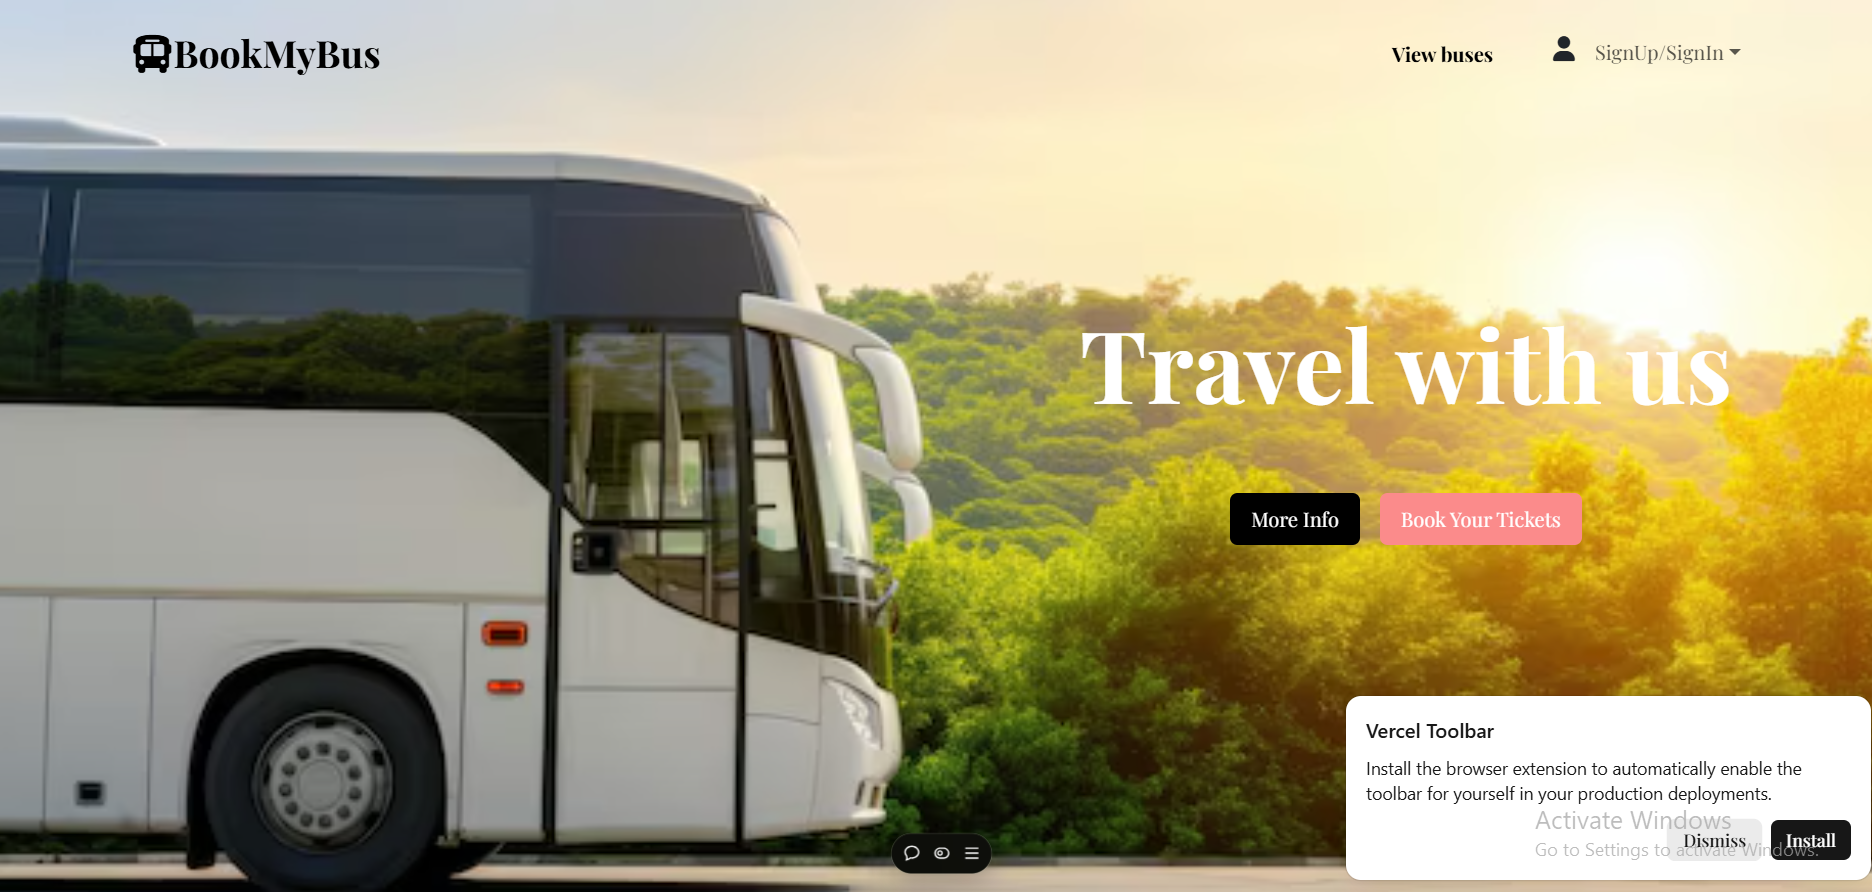 BookMyBus
View buses
SignUp/SignIn
Travel with us
More Info
Book Your Tickets
Vercel Toolbar
Install the browser extension to automatically enable the
toolbar for yourself in your production deployments.
Activate Windows
Dismiss
Install
Go to Settings to activate Windows.